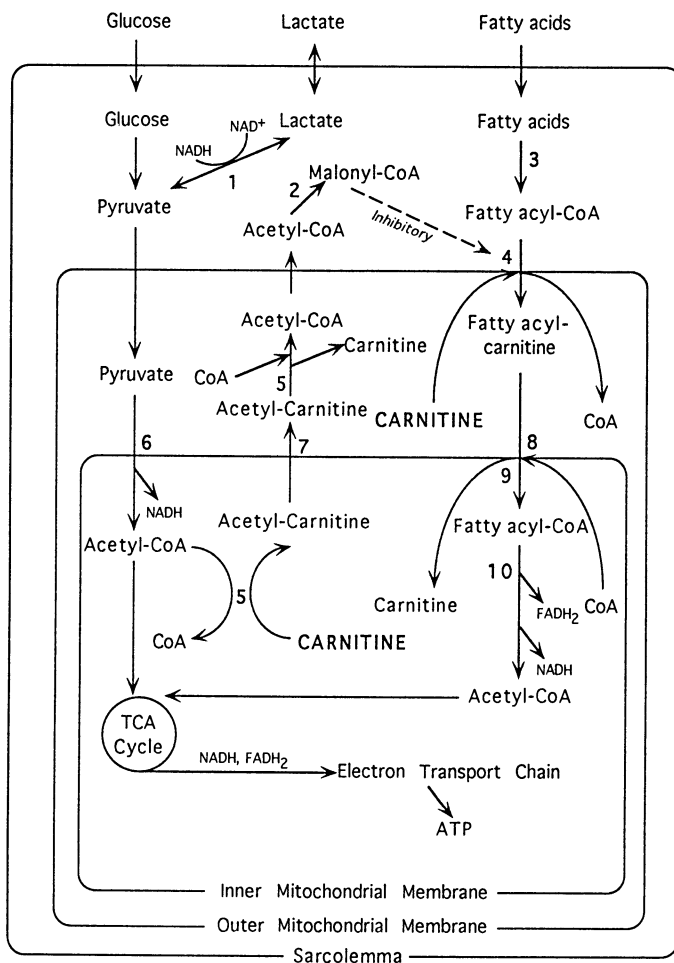 Glucose
Lactate
Fatty acids
Glucose
NADH
NAD+
Lactate
Fatty acids
1
2
3
Malonyl-CoA
Pyruvate
Acetyl-CoA
Inhibitory
Fatty acyl-CoA
4
Acetyl-CoA
Carnitine
Fatty acyl-
carnitine
Pyruvate
CoA
5
Acetyl-Carnitine
CARNITINE
CoA
6
7
8
9
NADH
Acetyl-Carnitine
Fatty acyl-CoA
Acetyl-CoA
5
10
Carnitine
FADH2
CoA
CoA
CARNITINE
NADH
Acetyl-CoA
TCA
Cycle
NADH, FADH2
Electron Transport Chain
ATP
Inner Mitochondrial Membrane
Outer Mitochondrial Membrane
Sarcolemma